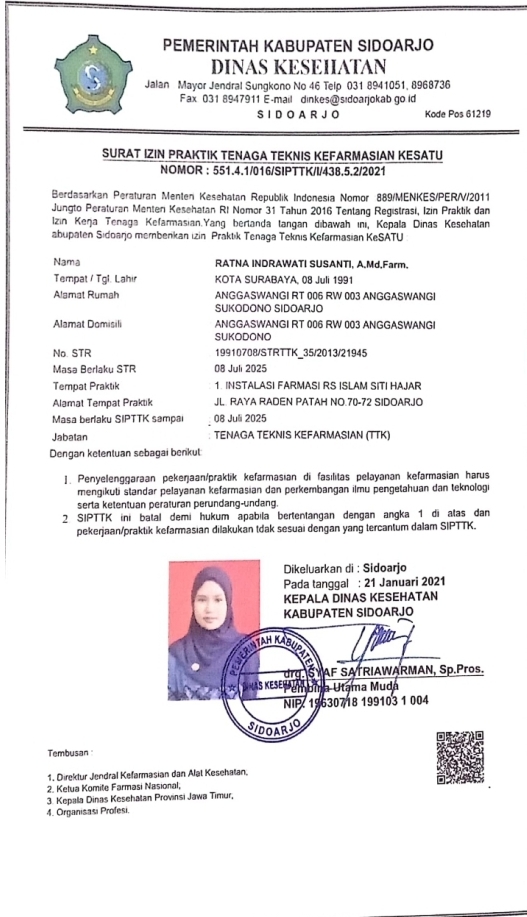 PEMERINTAH KABUPATEN SIDOARJO
DINAS KESEHATAN
Jalan Mayor Jendral Sungkono No 46 Telp 031 8941051, 8968736
Fax 031 8947911 E-mail dinkes@sidoarjokab go id
S I D O A R J O
Kode Pos 61219
SURAT IZIN PRAKTIK TENAGA TEKNIS KEFARMASIAN KESATU
NOMOR : 551.4.1/016/SIPTTK/I/438.5.2/2021
Berdasarkan Peraturan Menteri Kesehatan Republik Indonesia Nomor 889/MENKES/PER/V/2011
Jungto Peraturan Menteri Kesehatan RI Nomor 31 Tahun 2016 Tentang Registrasi, Izin Praktik dan
Izin Kerja Tenaga Kefarmasian.Yang bertanda tangan dibawah ini, Kepala Dinas Kesehatan
abupaten Sidoarjo memberikan izin Praktik Tenaga Teknis Kefarmasian KeSATU :
Nama : RATNA INDRAWATI SUSANTI, A.Md,Farm.
Tempat / Tgl. Lahir : KOTA SURABAYA, 08 Juli 1991
Alamat Rumah : ANGGASWANGI RT 006 RW 003 ANGGASWANGI
SUKODONO SIDOARJO
Alamat Domisili : ANGGASWANGI RT 006 RW 003 ANGGASWANGI
SUKODONO
No. STR : 19910708/STRTTK_35/2013/21945
Masa Berlaku STR : 08 Juli 2025
Tempat Praktik : 1. INSTALASI FARMASI RS ISLAM SITI HAJAR
Alamat Tempat Praktik : JL. RAYA RADEN PATAH NO.70-72 SIDOARJO
Masa berlaku SIPTTK sampai : 08 Juli 2025
Jabatan : TENAGA TEKNIS KEFARMASIAN (TTK)
Dengan ketentuan sebagai berikut:
1. Penyelenggaraan pekerjaan/praktik kefarmasian di fasilitas pelayanan kefarmasian harus
mengikuti standar pelayanan kefarmasian dan perkembangan ilmu pengetahuan dan teknologi
serta ketentuan peraturan perundang-undang.
2 SIPTTK ini batal demi hukum apabila bertentangan dengan angka 1 di atas dan
pekerjaan/praktik kefarmasian dilakukan tdak sesuai dengan yang tercantum dalam SIPTTK.
Dikeluarkan di : Sidoarjo
Pada tanggal : 21 Januari 2021
KEPALA DINAS KESEHATAN
KABUPATEN SIDOARJO
PEMERINTAH KABUPATEN
DINAS KESEHATAN
SIDOARJO
drg. SYAF SATRIAWARMAN, Sp.Pros.
Pembina Utama Muda
NIP. 19630718 199103 1 004
Tembusan :
1. Direktur Jendral Kefarmasian dan Alat Kesehatan,
2. Ketua Komite Farmasi Nasional,
3 Kepala Dinas Kesehatan Provinsi Jawa Timur,
4. Organisasi Profesi.